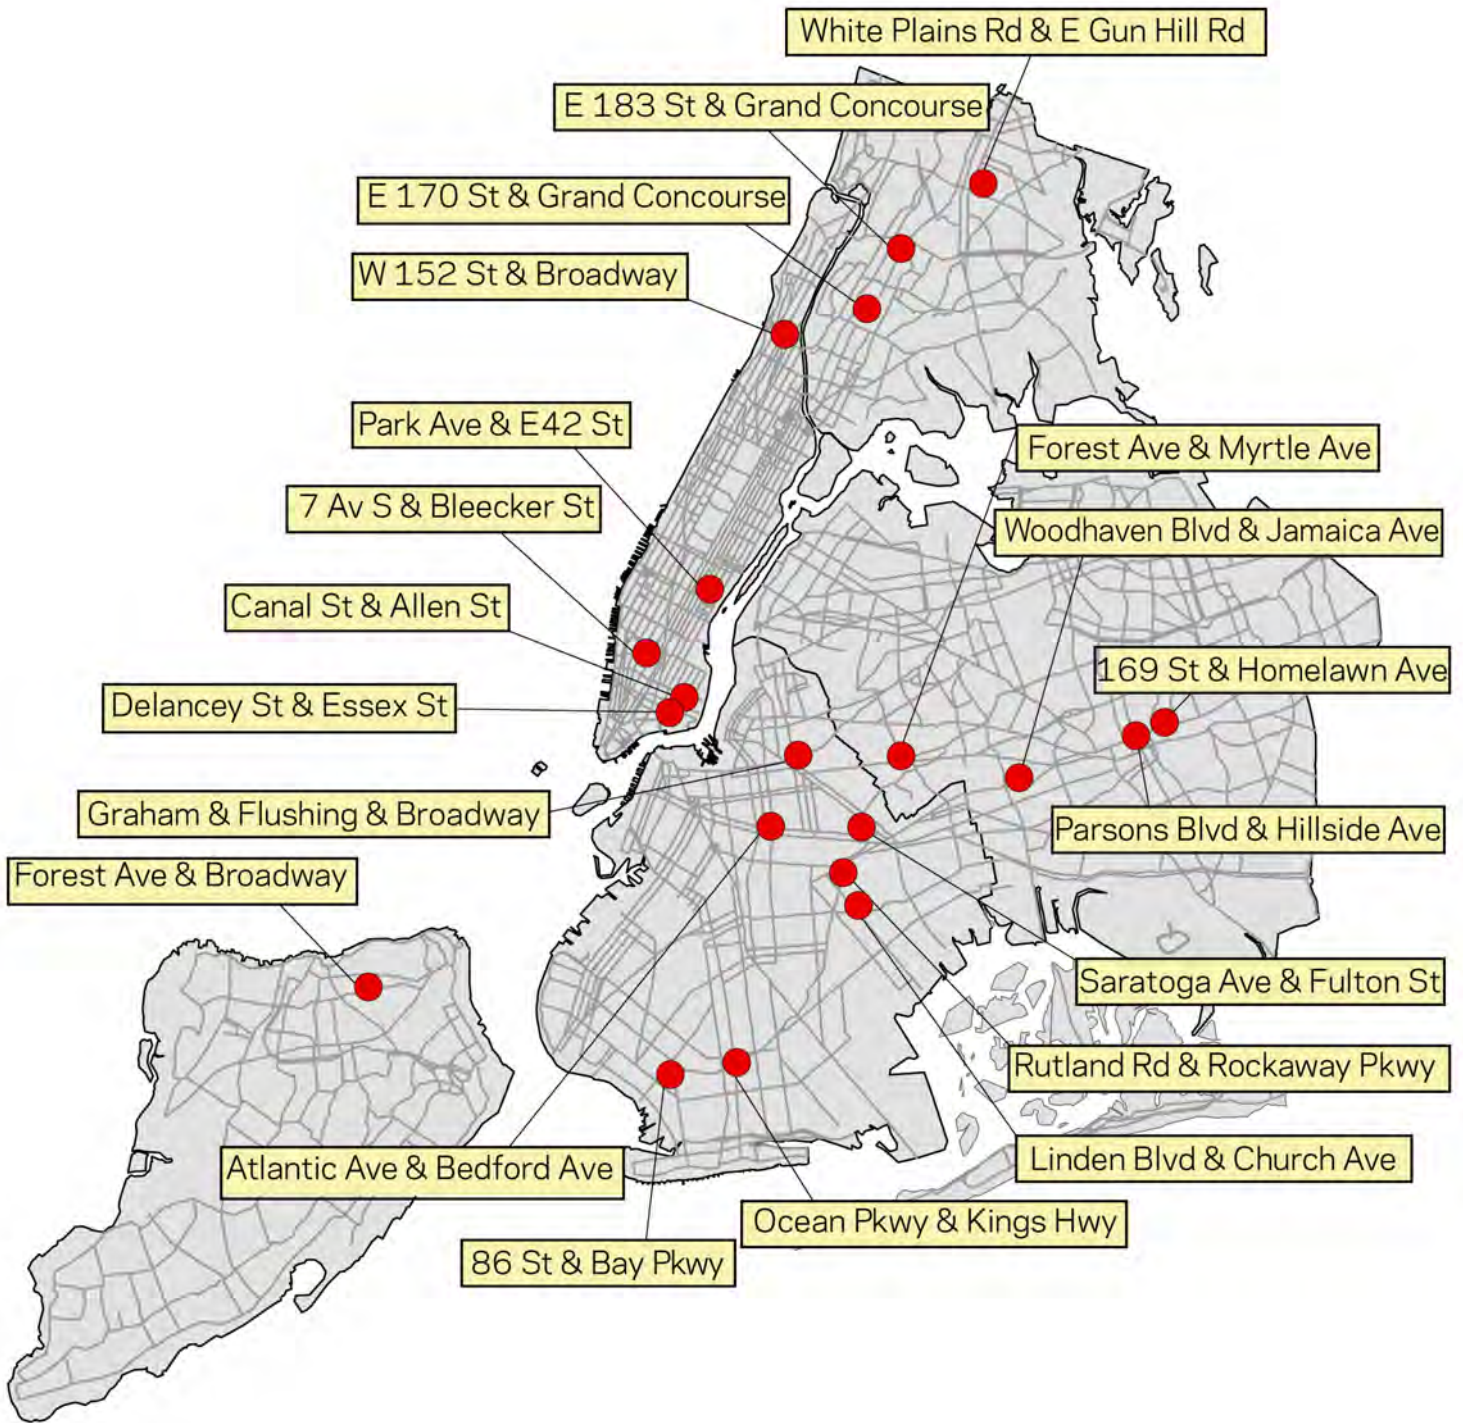 White Plains Rd & E Gun Hill Rd
E 183 St & Grand Concourse
E 170 St & Grand Concourse
W 152 St & Broadway
Park Ave & E42 St
Forest Ave & Myrtle Ave
7 Av S & Bleecker St
Woodhaven Blvd & Jamaica Ave
Canal St & Allen St
169 St & Homelawn Ave
Delancey St & Essex St
Graham & Flushing & Broadway
Parsons Blvd & Hillside Ave
Forest Ave & Broadway
Saratoga Ave & Fulton St
Rutland Rd & Rockaway Pkwy
Linden Blvd & Church Ave
Atlantic Ave & Bedford Ave
Ocean Pkwy & Kings Hwy
86 St & Bay Pkwy